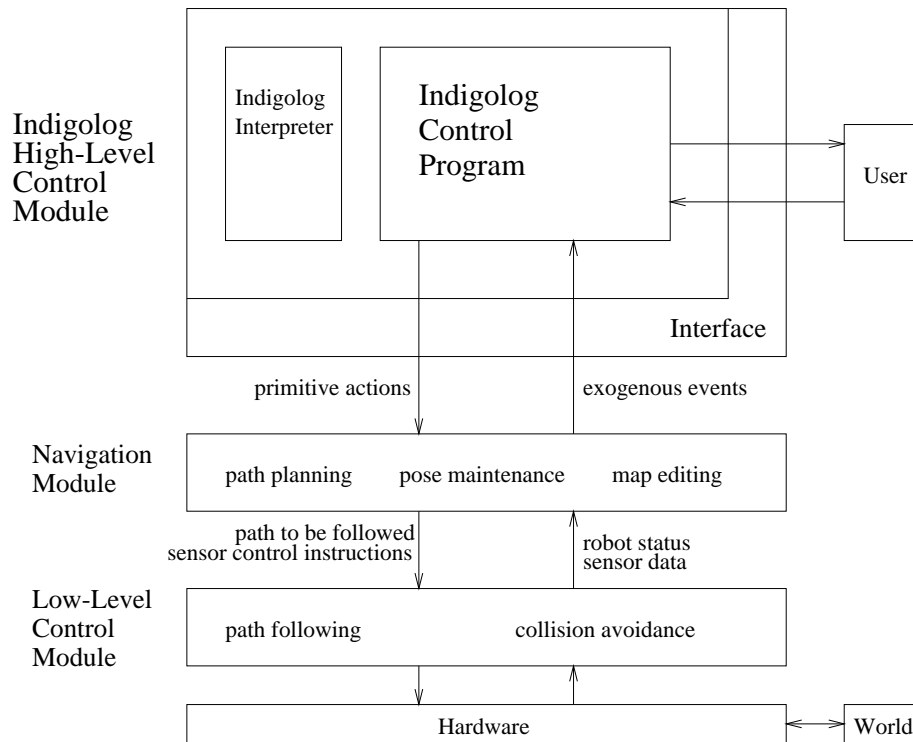 Indigolog
High-Level
Control
Module
Indigolog
Interpreter
Indigolog
Control
Program
User
Interface
primitive actions
exogenous events
Navigation
Module
path planning
pose maintenance
map editing
path to be followed
sensor control instructions
robot status
sensor data
Low-Level
Control
Module
path following
collision avoidance
Hardware
World